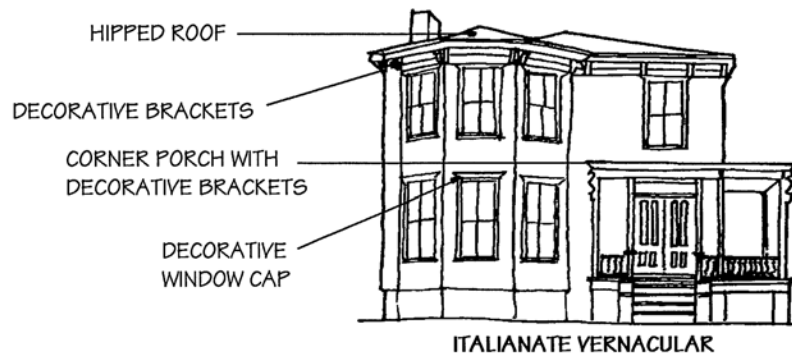 HIPPED ROOF
DECORATIVE BRACKETS
CORNER PORCH WITH
DECORATIVE BRACKETS
DECORATIVE
WINDOW CAP
ITALIANATE VERNACULAR